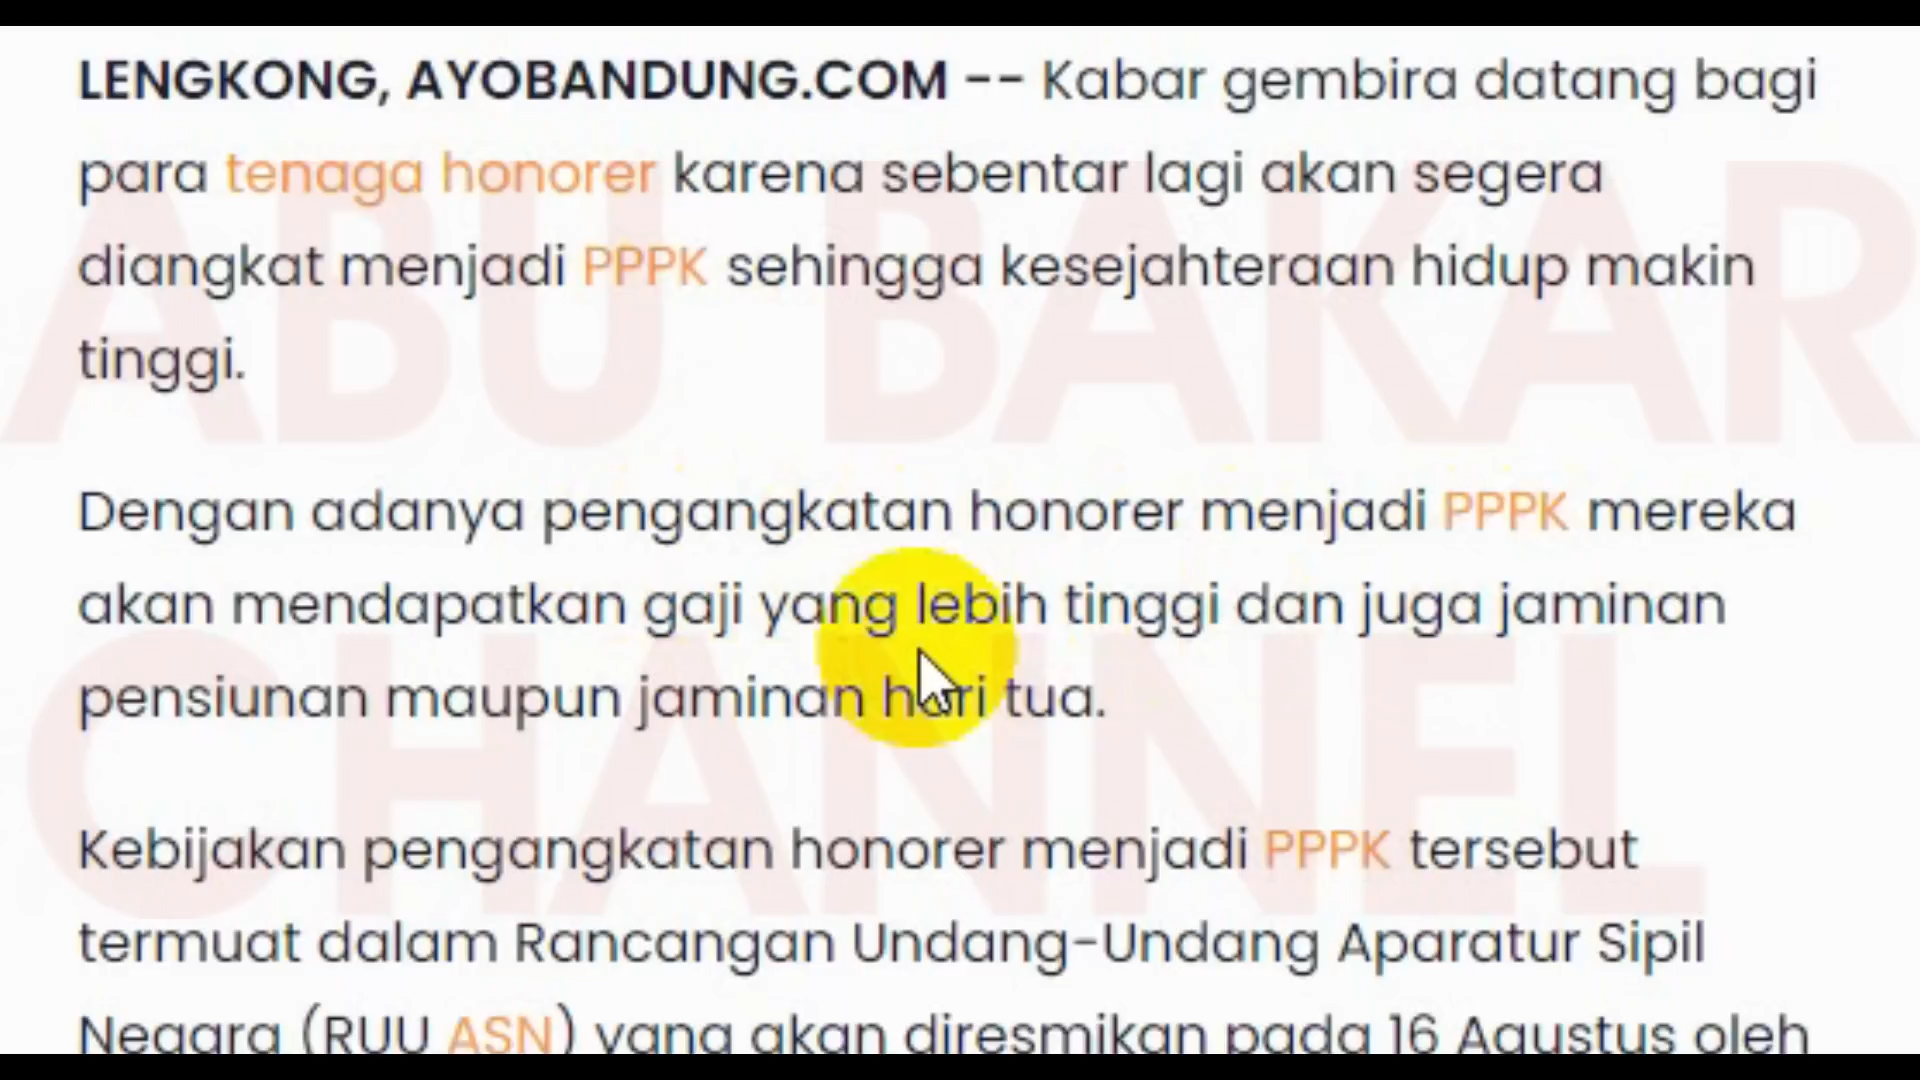 LENGKONG, AYOBANDUNG.COM -- Kabar gembira datang bagi
para tenaga honorer karena sebentar lagi akan segera
diangkat menjadi PPPK sehingga kesejahteraan hidup makin
tinggi.
Dengan adanya pengangkatan honorer menjadi PPPK mereka
akan mendapatkan gaji yang lebih tinggi dan juga jaminan
pensiunan maupun jaminan hari tua.
Kebijakan pengangkatan honorer menjadi PPPK tersebut
termuat dalam Rancangan Undang-Undang Aparatur Sipil
Negara (RUU ASN) yang akan diresmikan pada 16 Agustus oleh
ABU BAKAR
CHANNEL